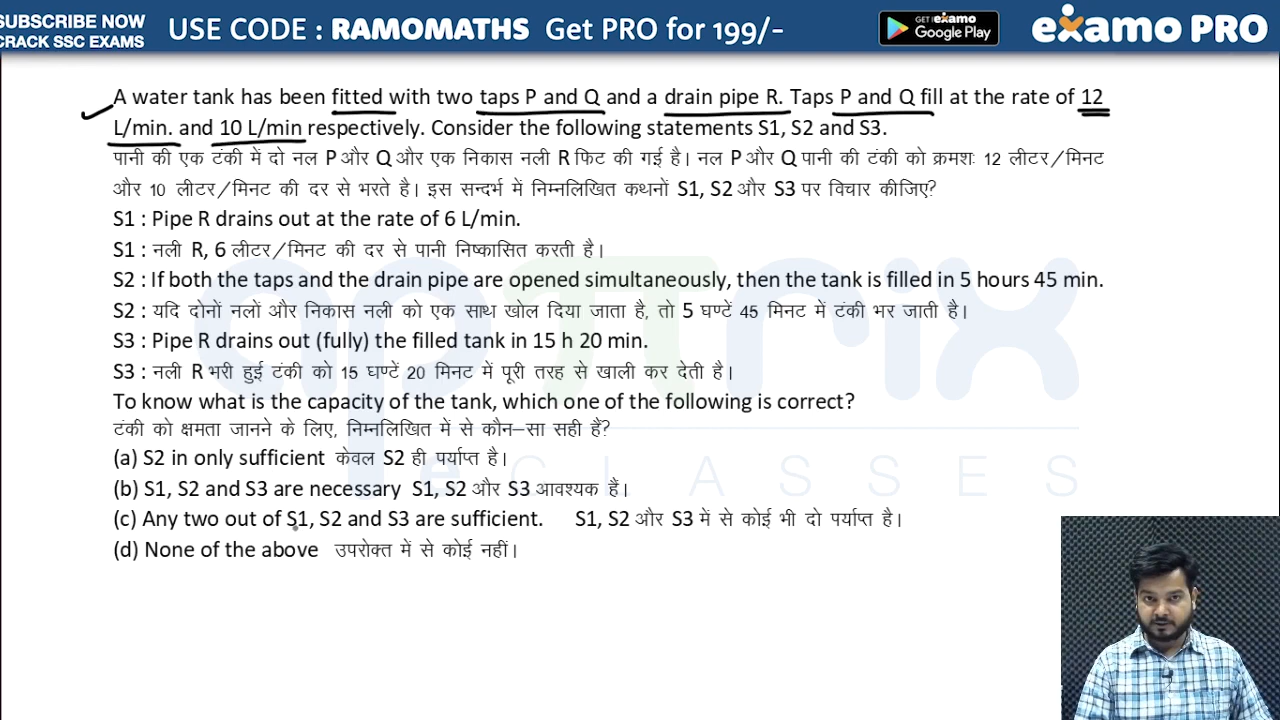 SUBSCRIBE NOW
CRACK SSC EXAMS
USE CODE : RAMOMATHS Get PRO for 199/-
GET IT ON
examo
Google Play
examo PRO
A water tank has been fitted with two taps P and Q and a drain pipe R. Taps P and Q fill at the rate of 12
L/min. and 10 L/min respectively. Consider the following statements S1, S2 and S3.
पानी की एक टंकी में दो नल P और Q और एक निकास नली R फिट की गई है। नल P और Q पानी की टंकी को क्रमशः 12 लीटर/मिनट
और 10 लीटर/मिनट की दर से भरते है। इस सन्दर्भ में निम्नलिखित कथनों S1, S2 और S3 पर विचार कीजिए?
S1 : Pipe R drains out at the rate of 6 L/min.
S1 : नली R, 6 लीटर/मिनट की दर से पानी निष्कासित करती है।
S2 : If both the taps and the drain pipe are opened simultaneously, then the tank is filled in 5 hours 45 min.
S2 : यदि दोनों नलों और निकास नली को एक साथ खोल दिया जाता है, तो 5 घण्टें 45 मिनट में टंकी भर जाती है।
S3 : Pipe R drains out (fully) the filled tank in 15 h 20 min.
S3 : नली R भरी हुई टंकी को 15 घण्टें 20 मिनट में पूरी तरह से खाली कर देती है।
To know what is the capacity of the tank, which one of the following is correct?
टंकी को क्षमता जानने के लिए, निम्नलिखित में से कौन–सा सही हैं?
(a) S2 in only sufficient केवल S2 ही पर्याप्त है।
(b) S1, S2 and S3 are necessary S1, S2 और S3 आवश्यक हैं।
(c) Any two out of S1, S2 and S3 are sufficient. S1, S2 और S3 में से कोई भी दो पर्याप्त है।
(d) None of the above उपरोक्त में से कोई नहीं।
apπrix
eCLASSES